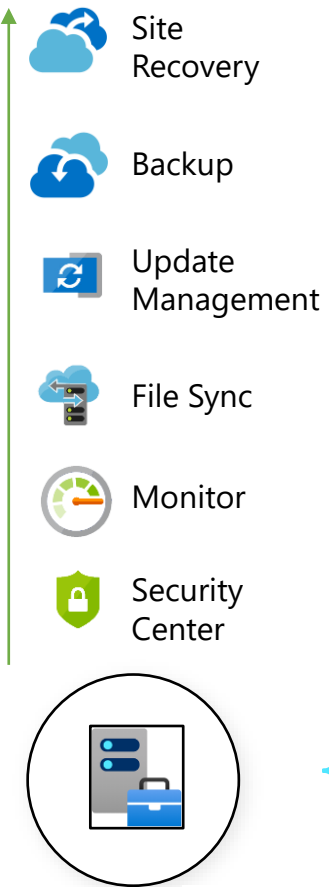 Site
Recovery
Backup
Update
Management
File Sync
Monitor
Security
Center